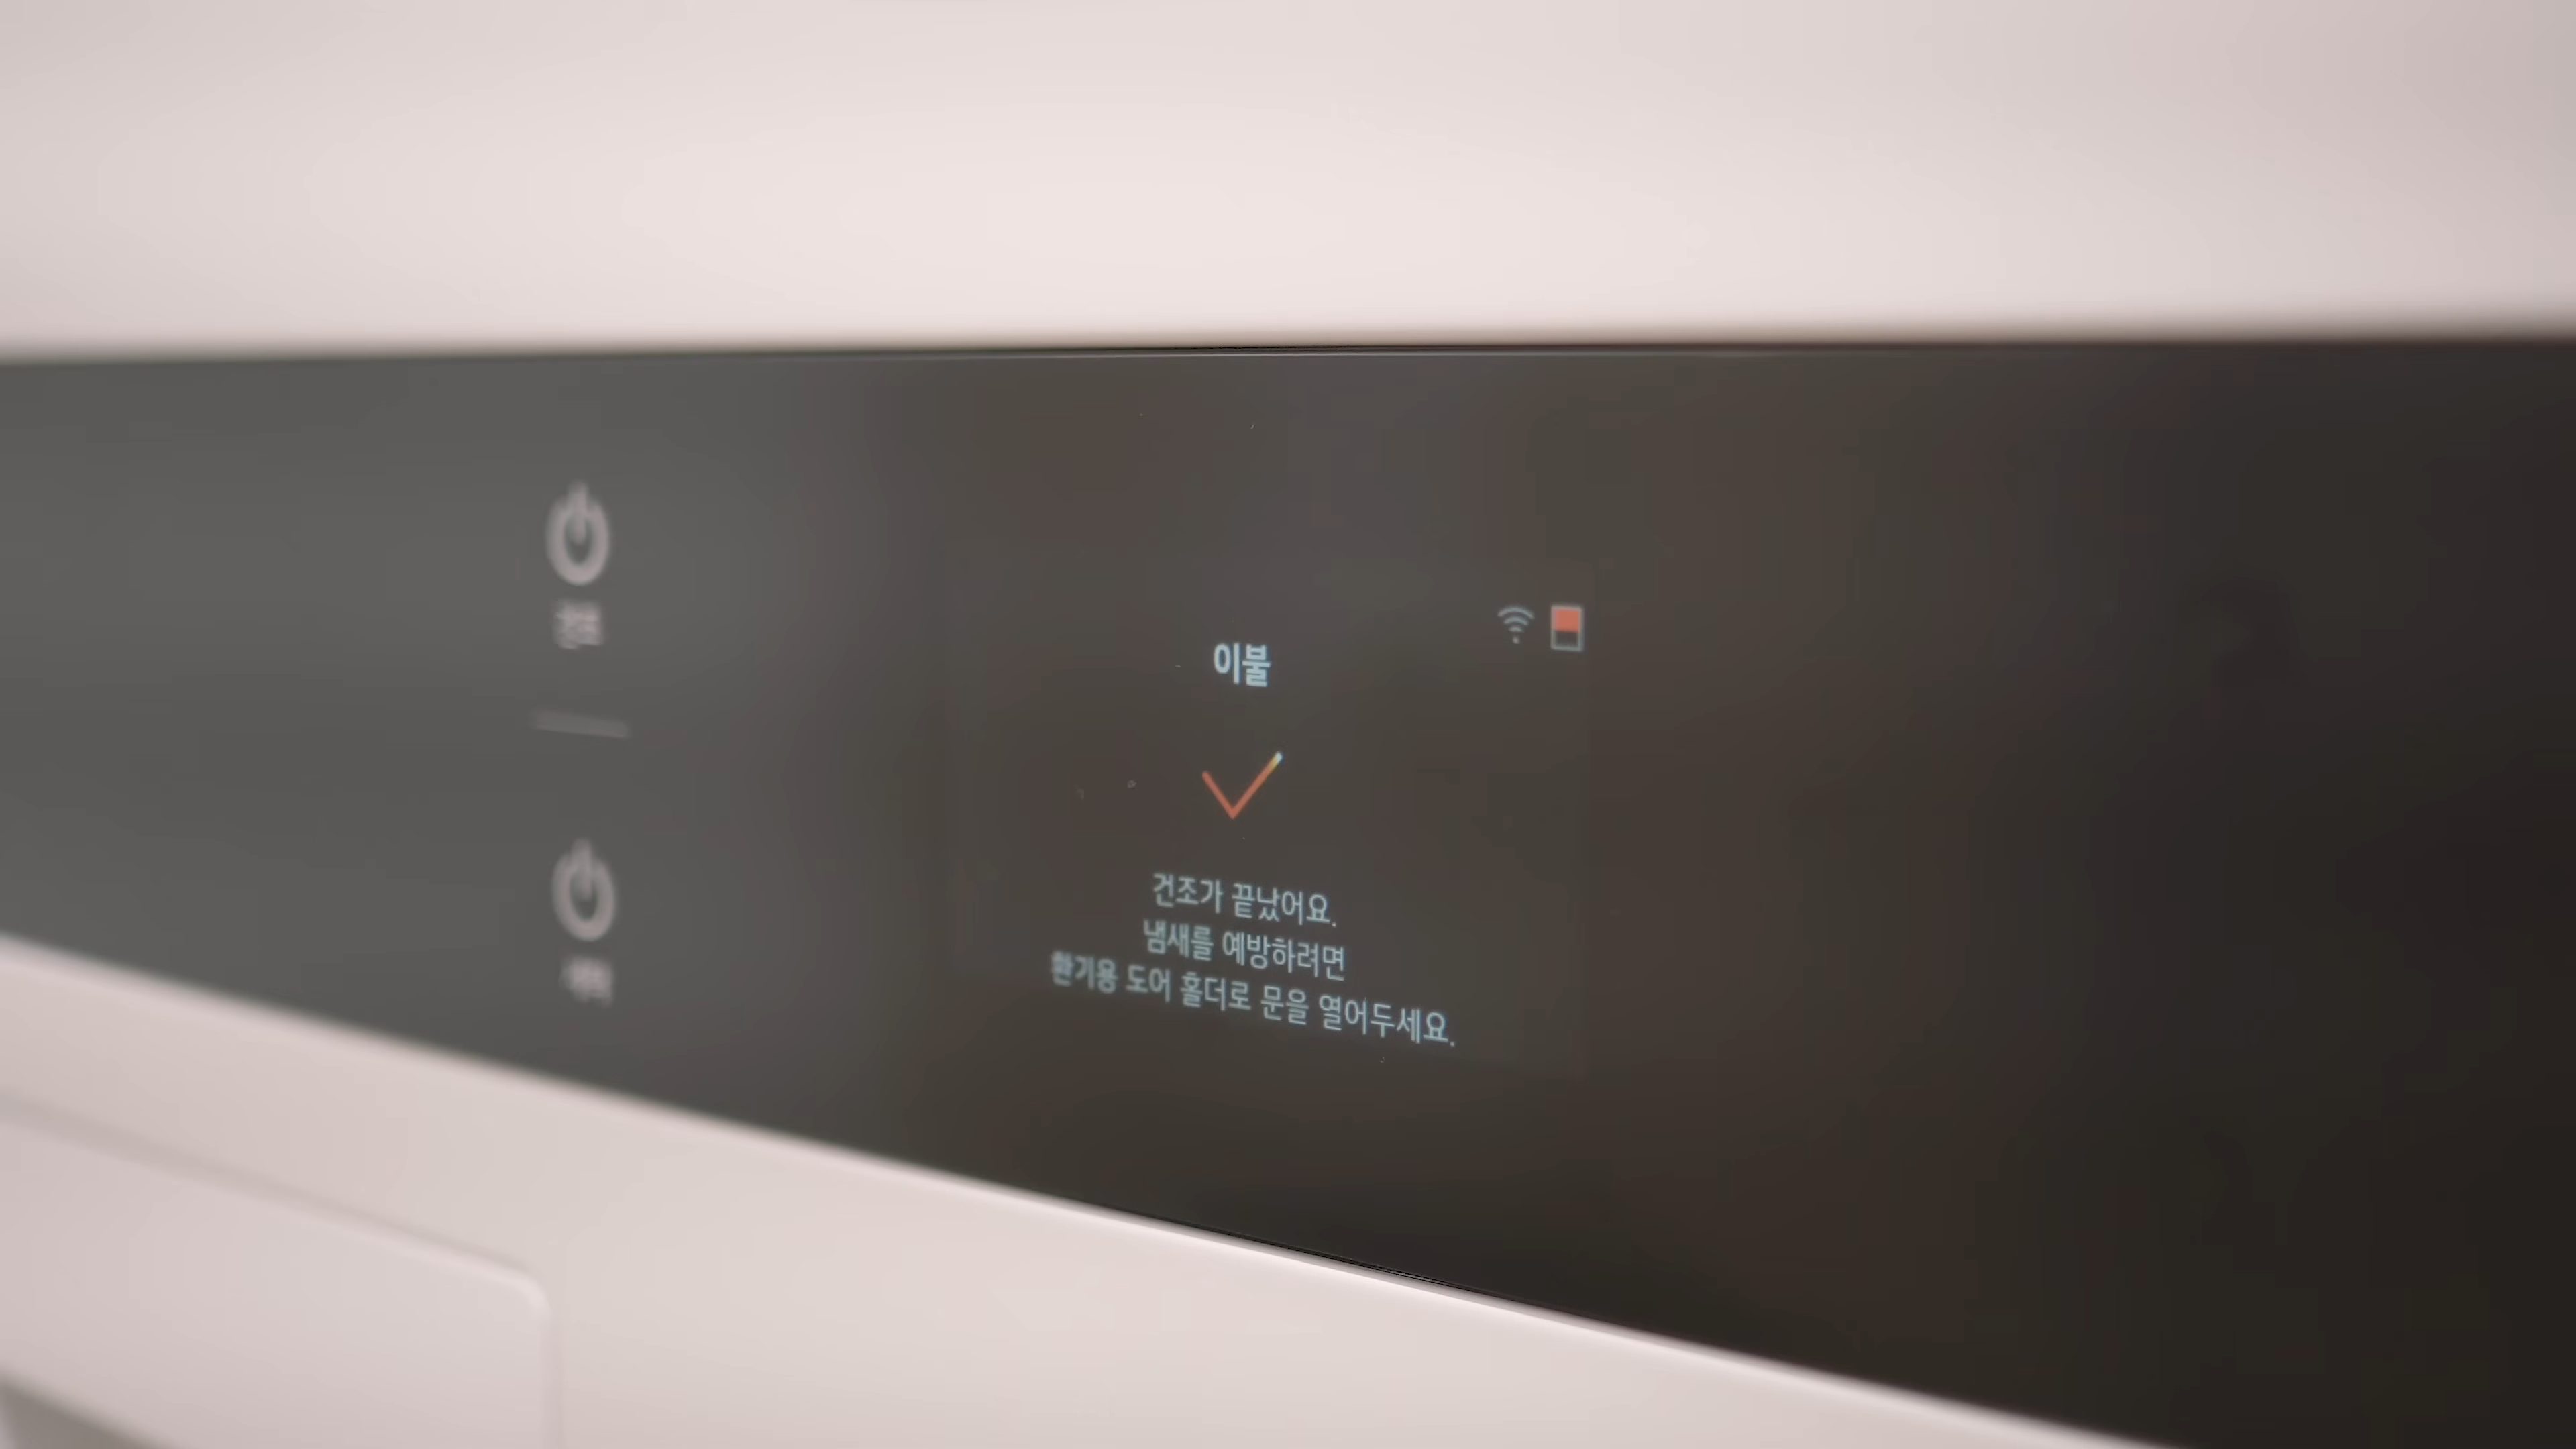 이불
건조가 끝났어요.
냄새를 예방하려면
환기용 도어 홀더로 문을 열어두세요.